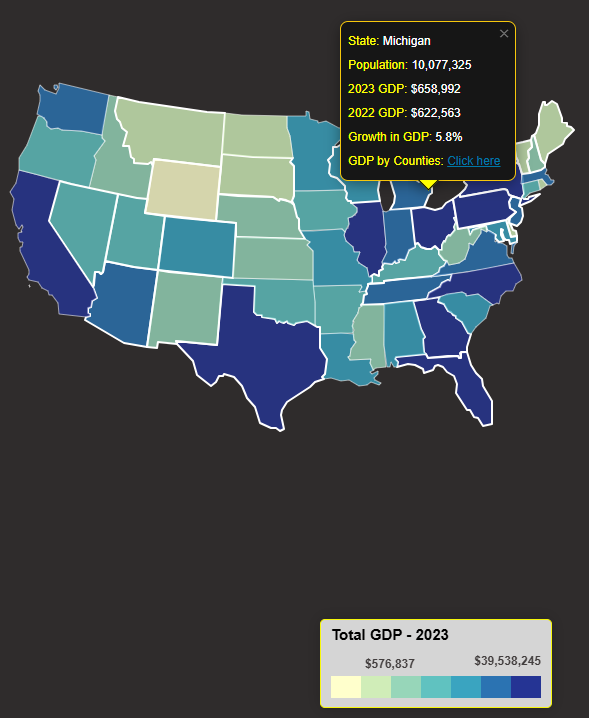 ×
State: Michigan
Population: 10,077,325
2023 GDP: $658,992
2022 GDP: $622,563
Growth in GDP: 5.8%
GDP by Counties: Click here
Total GDP - 2023
$576,837 $39,538,245